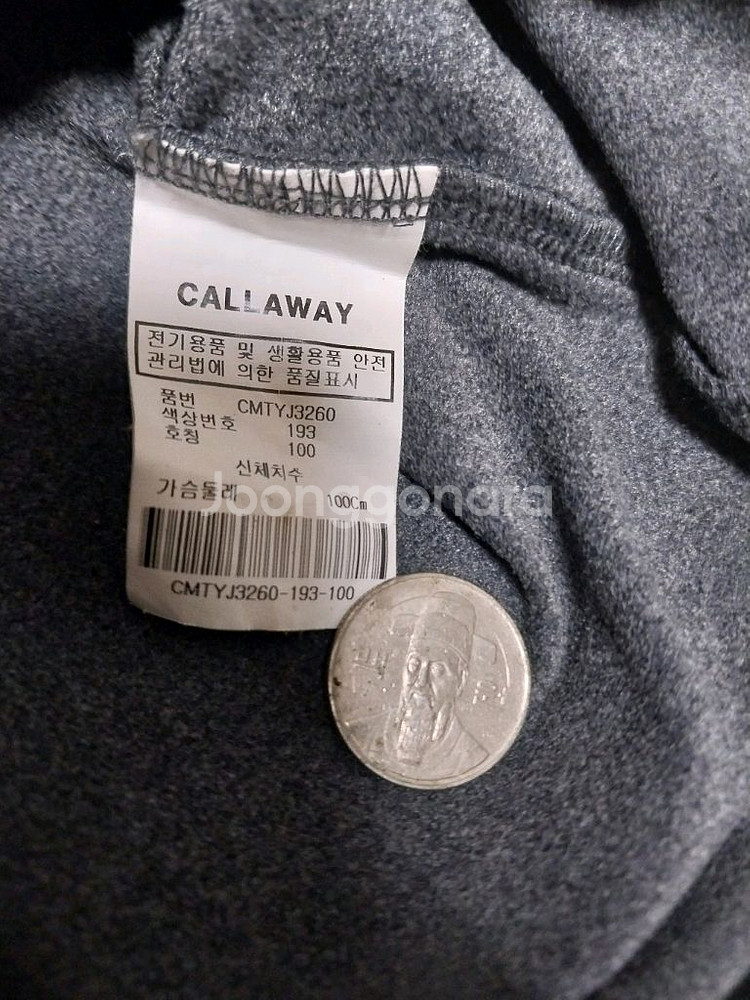 CALLAWAY
전기용품 및 생활용품 안전
관리법에 의한 품질표시
품번 CMTYJ3260
색상번호 193
호칭 100
신체치수
가슴둘레 100Cm
Joonggonara
CMTYJ3260-193-100
백 원